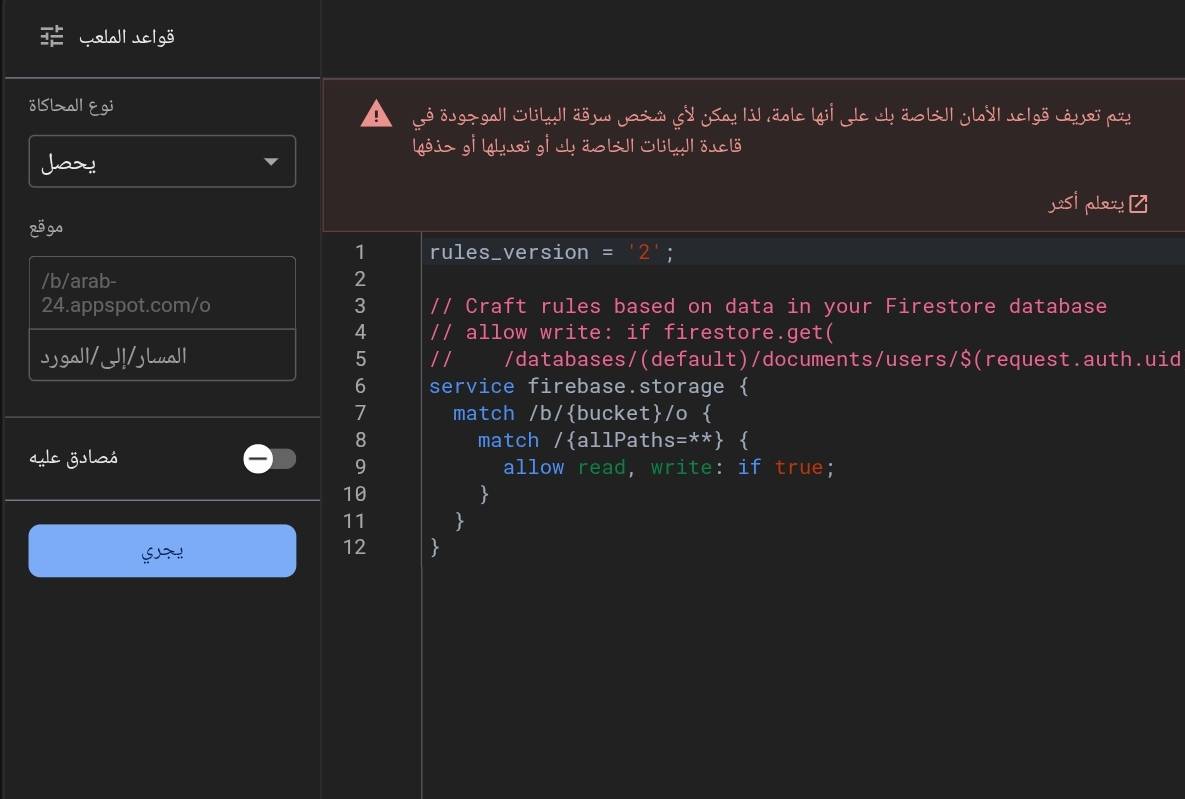 قواعد الملعب
نوع المحاكاة
يحصل
موقع
/b/arab-
24.appspot.com/o
المسار/إلى/المورد
مُصادق عليه
يجري
يتم تعريف قواعد الأمان الخاصة بك على أنها عامة، لذا يمكن لأي شخص سرقة البيانات الموجودة في
قاعدة البيانات الخاصة بك أو تعديلها أو حذفها
يتعلم أكثر
1 rules_version = '2';
2
3 // Craft rules based on data in your Firestore database
4 // allow write: if firestore.get(
5 //    /databases/(default)/documents/users/$(request.auth.uid
6 service firebase.storage {
7   match /b/{bucket}/o {
8     match /{allPaths=**} {
9       allow read, write: if true;
10     }
11   }
12 }